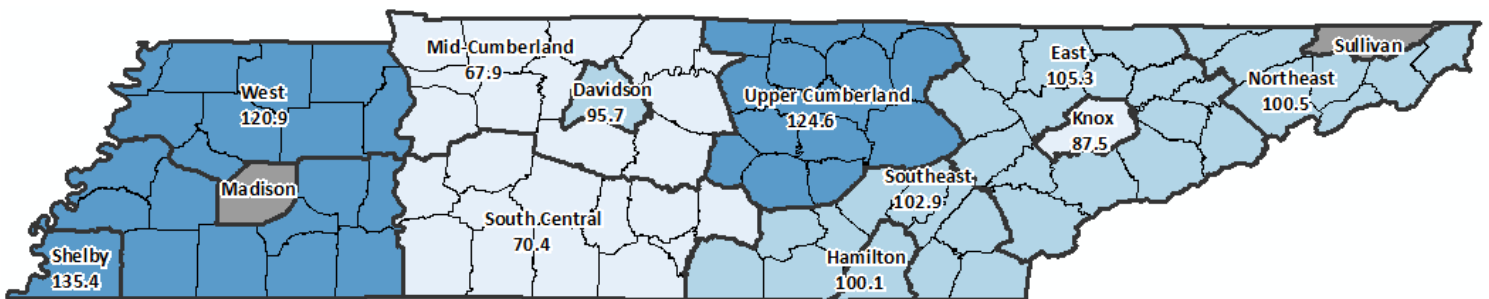 Mid-Cumberland
67.9
Sullivan
East
105.3
Northeast
100.5
West
120.9
Davidson
95.7
Upper Cumberland
124.6
Knox
87.5
Madison
Southeast
102.9
South Central
70.4
Shelby
135.4
Hamilton
100.1